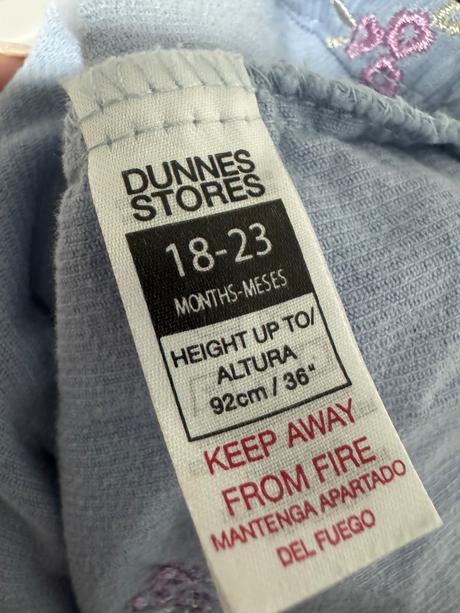 DUNNES
STORES
18-23
MONTHS-MESES
HEIGHT UP TO/
ALTURA
92cm / 36"
KEEP AWAY
FROM FIRE
MANTENGA APARTADO
DEL FUEGO